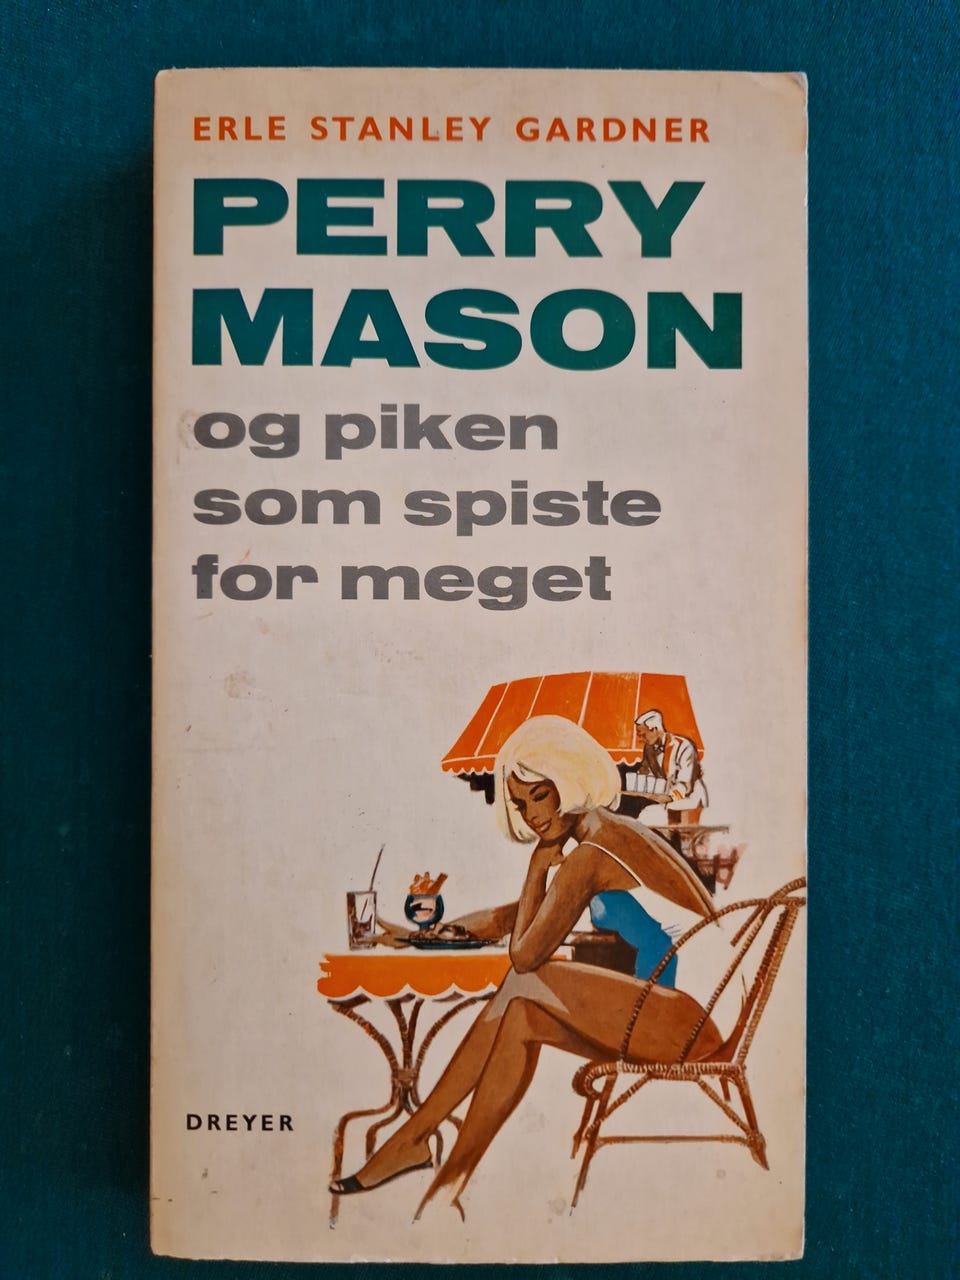 ERLE STANLEY GARDNER
PERRY
MASON
og piken
som spiste
for meget
DREYER